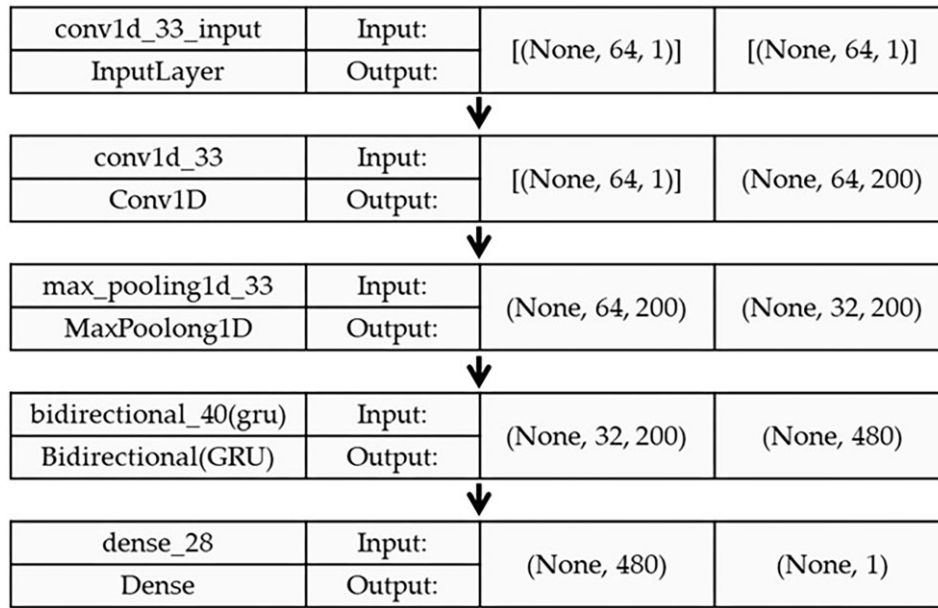 conv1d_33_input Input: [(None, 64, 1)] [(None, 64, 1)]
InputLayer Output:
conv1d_33 Input: [(None, 64, 1)] (None, 64, 200)
Conv1D Output:
max_pooling1d_33 Input: (None, 64, 200) (None, 32, 200)
MaxPoolong1D Output:
bidirectional_40(gru) Input: (None, 32, 200) (None, 480)
Bidirectional(GRU) Output:
dense_28 Input: (None, 480) (None, 1)
Dense Output: